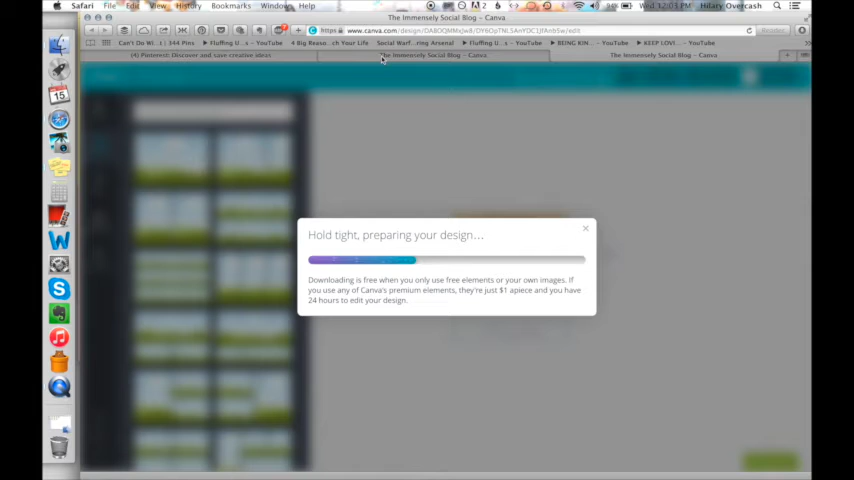 Safari File Edit View History Bookmarks Window Help 2 94% Wed 12:03 PM Hilary Overcash
The Immensely Social Blog – Canva
https www.canva.com/design/ Reader
Can't Do Wi...) 344 Pins ▶ Fluffing U... – YouTube 4 Big Reaso...ch Your Life Social Warf...ring Arsenal ▶ Fluffing U... – YouTube ▶ BEING KIN... – YouTube ▶ KEEP LOVI... – YouTube
(4) Pinterest: Discover and save creative ideas The Immensely Social Blog – Canva The Immensely Social Blog – Canva
15
Hold tight, preparing your design...
Downloading is free when you only use free elements or your own images. If
you use any of Canva's premium elements, they're just $1 apiece and you have
24 hours to edit your design.